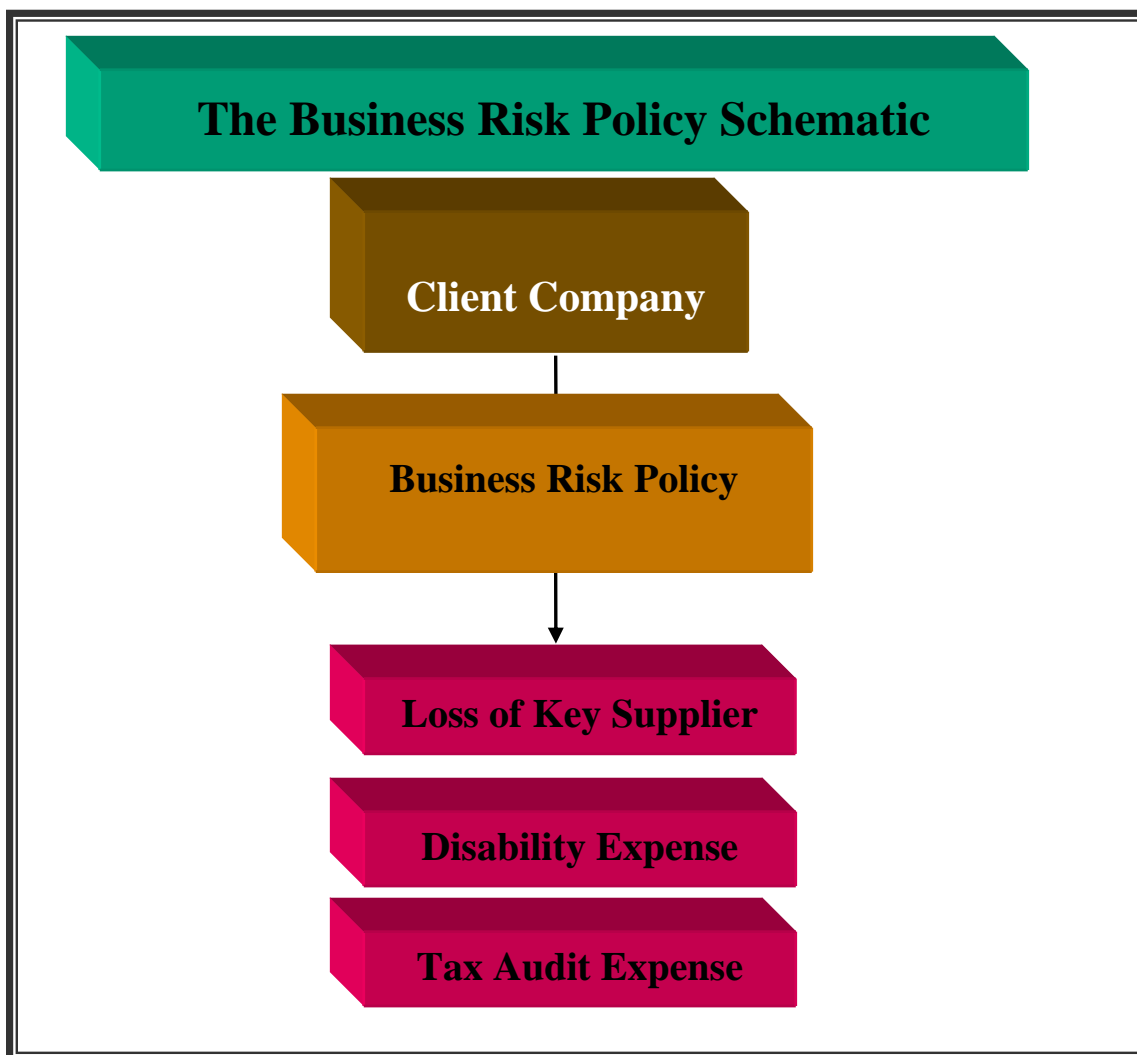 The Business Risk Policy Schematic
Client Company
Business Risk Policy
Loss of Key Supplier
Disability Expense
Tax Audit Expense